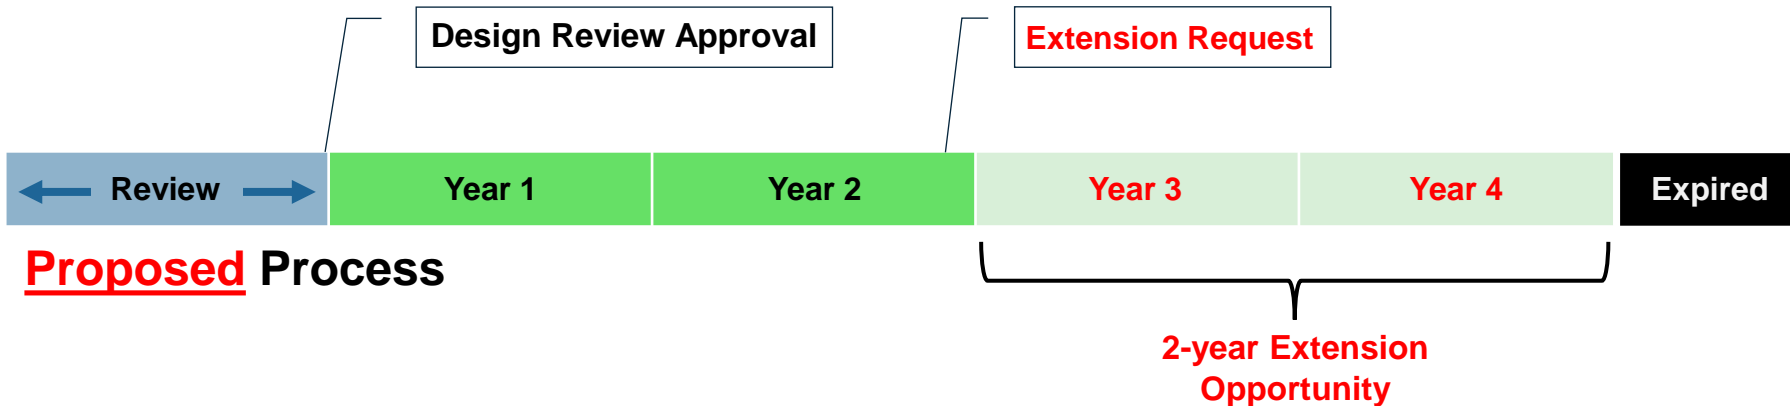 Design Review Approval
Extension Request
Review
Year 1
Year 2
Year 3
Year 4
Expired
Proposed Process
2-year Extension
Opportunity